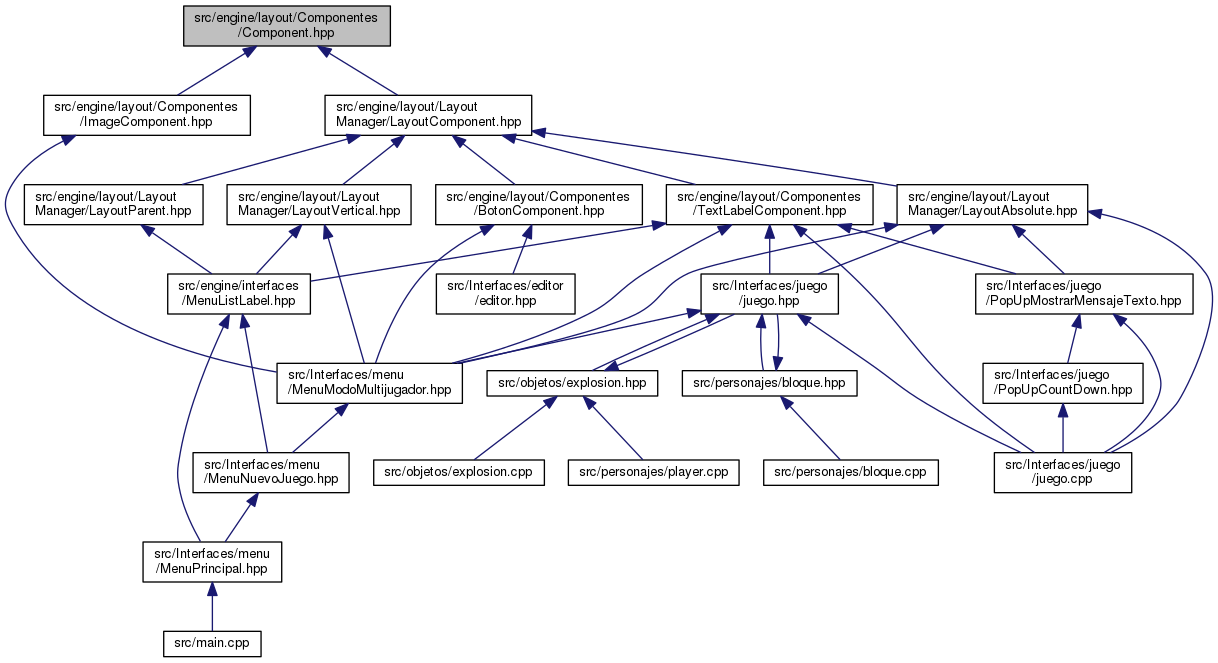 src/engine/layout/Componentes
/Component.hpp
src/engine/layout/Componentes
/ImageComponent.hpp
src/engine/layout/Layout
Manager/LayoutComponent.hpp
src/engine/layout/Layout
Manager/LayoutParent.hpp
src/engine/layout/Layout
Manager/LayoutVertical.hpp
src/engine/layout/Componentes
/BotonComponent.hpp
src/engine/layout/Componentes
/TextLabelComponent.hpp
src/engine/layout/Layout
Manager/LayoutAbsolute.hpp
src/engine/interfaces
/MenuListLabel.hpp
src/Interfaces/editor
/editor.hpp
src/Interfaces/juego
/juego.hpp
src/Interfaces/juego
/PopUpMostrarMensajeTexto.hpp
src/Interfaces/menu
/MenuModoMultijugador.hpp
src/objetos/explosion.hpp
src/personajes/bloque.hpp
src/Interfaces/juego
/PopUpCountDown.hpp
src/Interfaces/menu
/MenuNuevoJuego.hpp
src/objetos/explosion.cpp
src/personajes/player.cpp
src/personajes/bloque.cpp
src/Interfaces/juego
/juego.cpp
src/Interfaces/menu
/MenuPrincipal.hpp
src/main.cpp